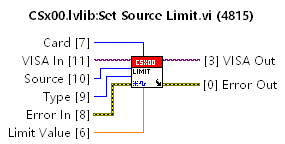 CSx00.lvlib:Set Source Limit.vi (4815)
Card [7]
VISA In [11]
Source [10]
Type [9]
Error In [8]
Limit Value [6]
CSX00
LIMIT
[3] VISA Out
[0] Error Out